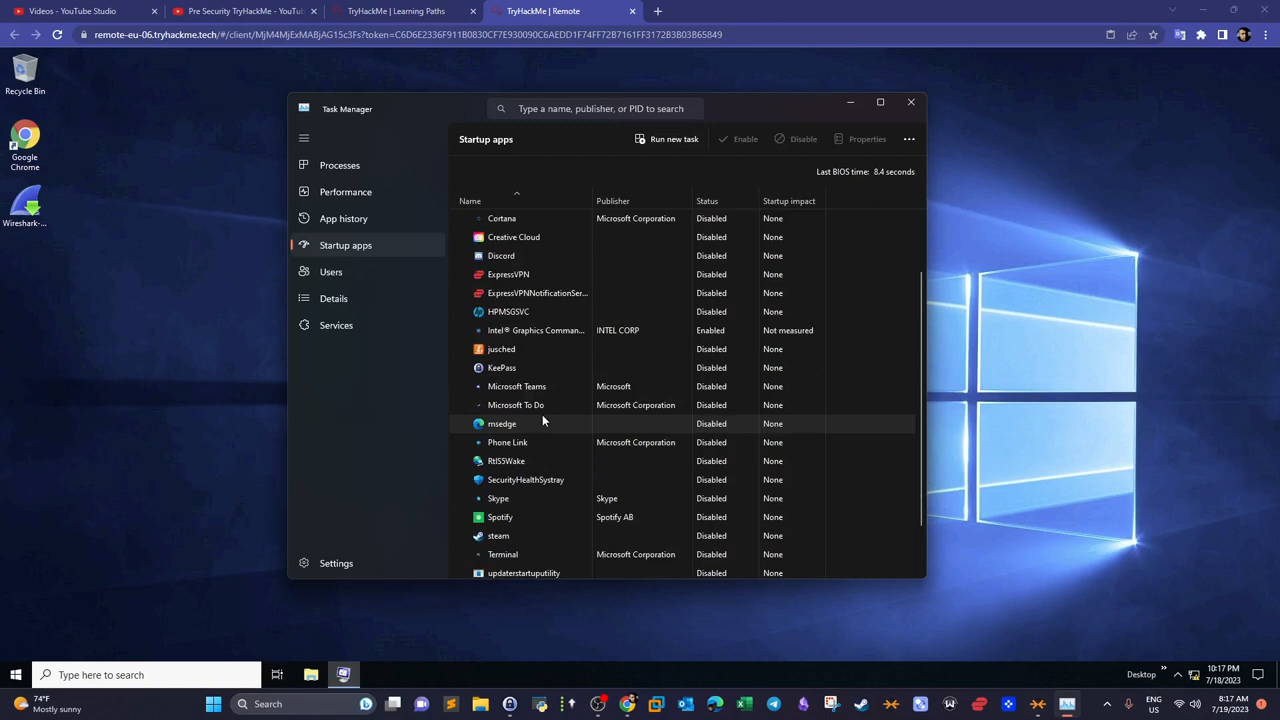 Videos - YouTube Studio
Pre Security TryHackMe - YouTub
TryHackMe | Learning Paths
TryHackMe | Remote
remote-eu-06.tryhackme.tech/#/client/MjM4MjExMABjAG15c3Fs?token=C6D6E2336F911B0830CF7E930090C6AEDD1F74FF72B7161FF3172B3B03B65849
Recycle Bin
Google
Chrome
Wireshark-...
Task Manager
Type a name, publisher, or PID to search
Processes
Performance
App history
Startup apps
Users
Details
Services
Settings
Startup apps
Run new task
Enable
Disable
Properties
Last BIOS time: 8.4 seconds
Name Publisher Status Startup impact
Cortana Microsoft Corporation Disabled None
Creative Cloud Disabled None
Discord Disabled None
ExpressVPN Disabled None
ExpressVPNNotificationSer... Disabled None
HPMSGSVC Disabled None
Intel® Graphics Comman... INTEL CORP Enabled Not measured
jusched Disabled None
KeePass Disabled None
Microsoft Teams Microsoft Disabled None
Microsoft To Do Microsoft Corporation Disabled None
msedge Disabled None
Phone Link Microsoft Corporation Disabled None
RtlS5Wake Disabled None
SecurityHealthSystray Disabled None
Skype Skype Disabled None
Spotify Spotify AB Disabled None
steam Disabled None
Terminal Microsoft Corporation Disabled None
updaterstartuputility Disabled None
Type here to search
Desktop
10:17 PM
7/18/2023
74°F
Mostly sunny
Search
ENG
US
8:17 AM
7/19/2023